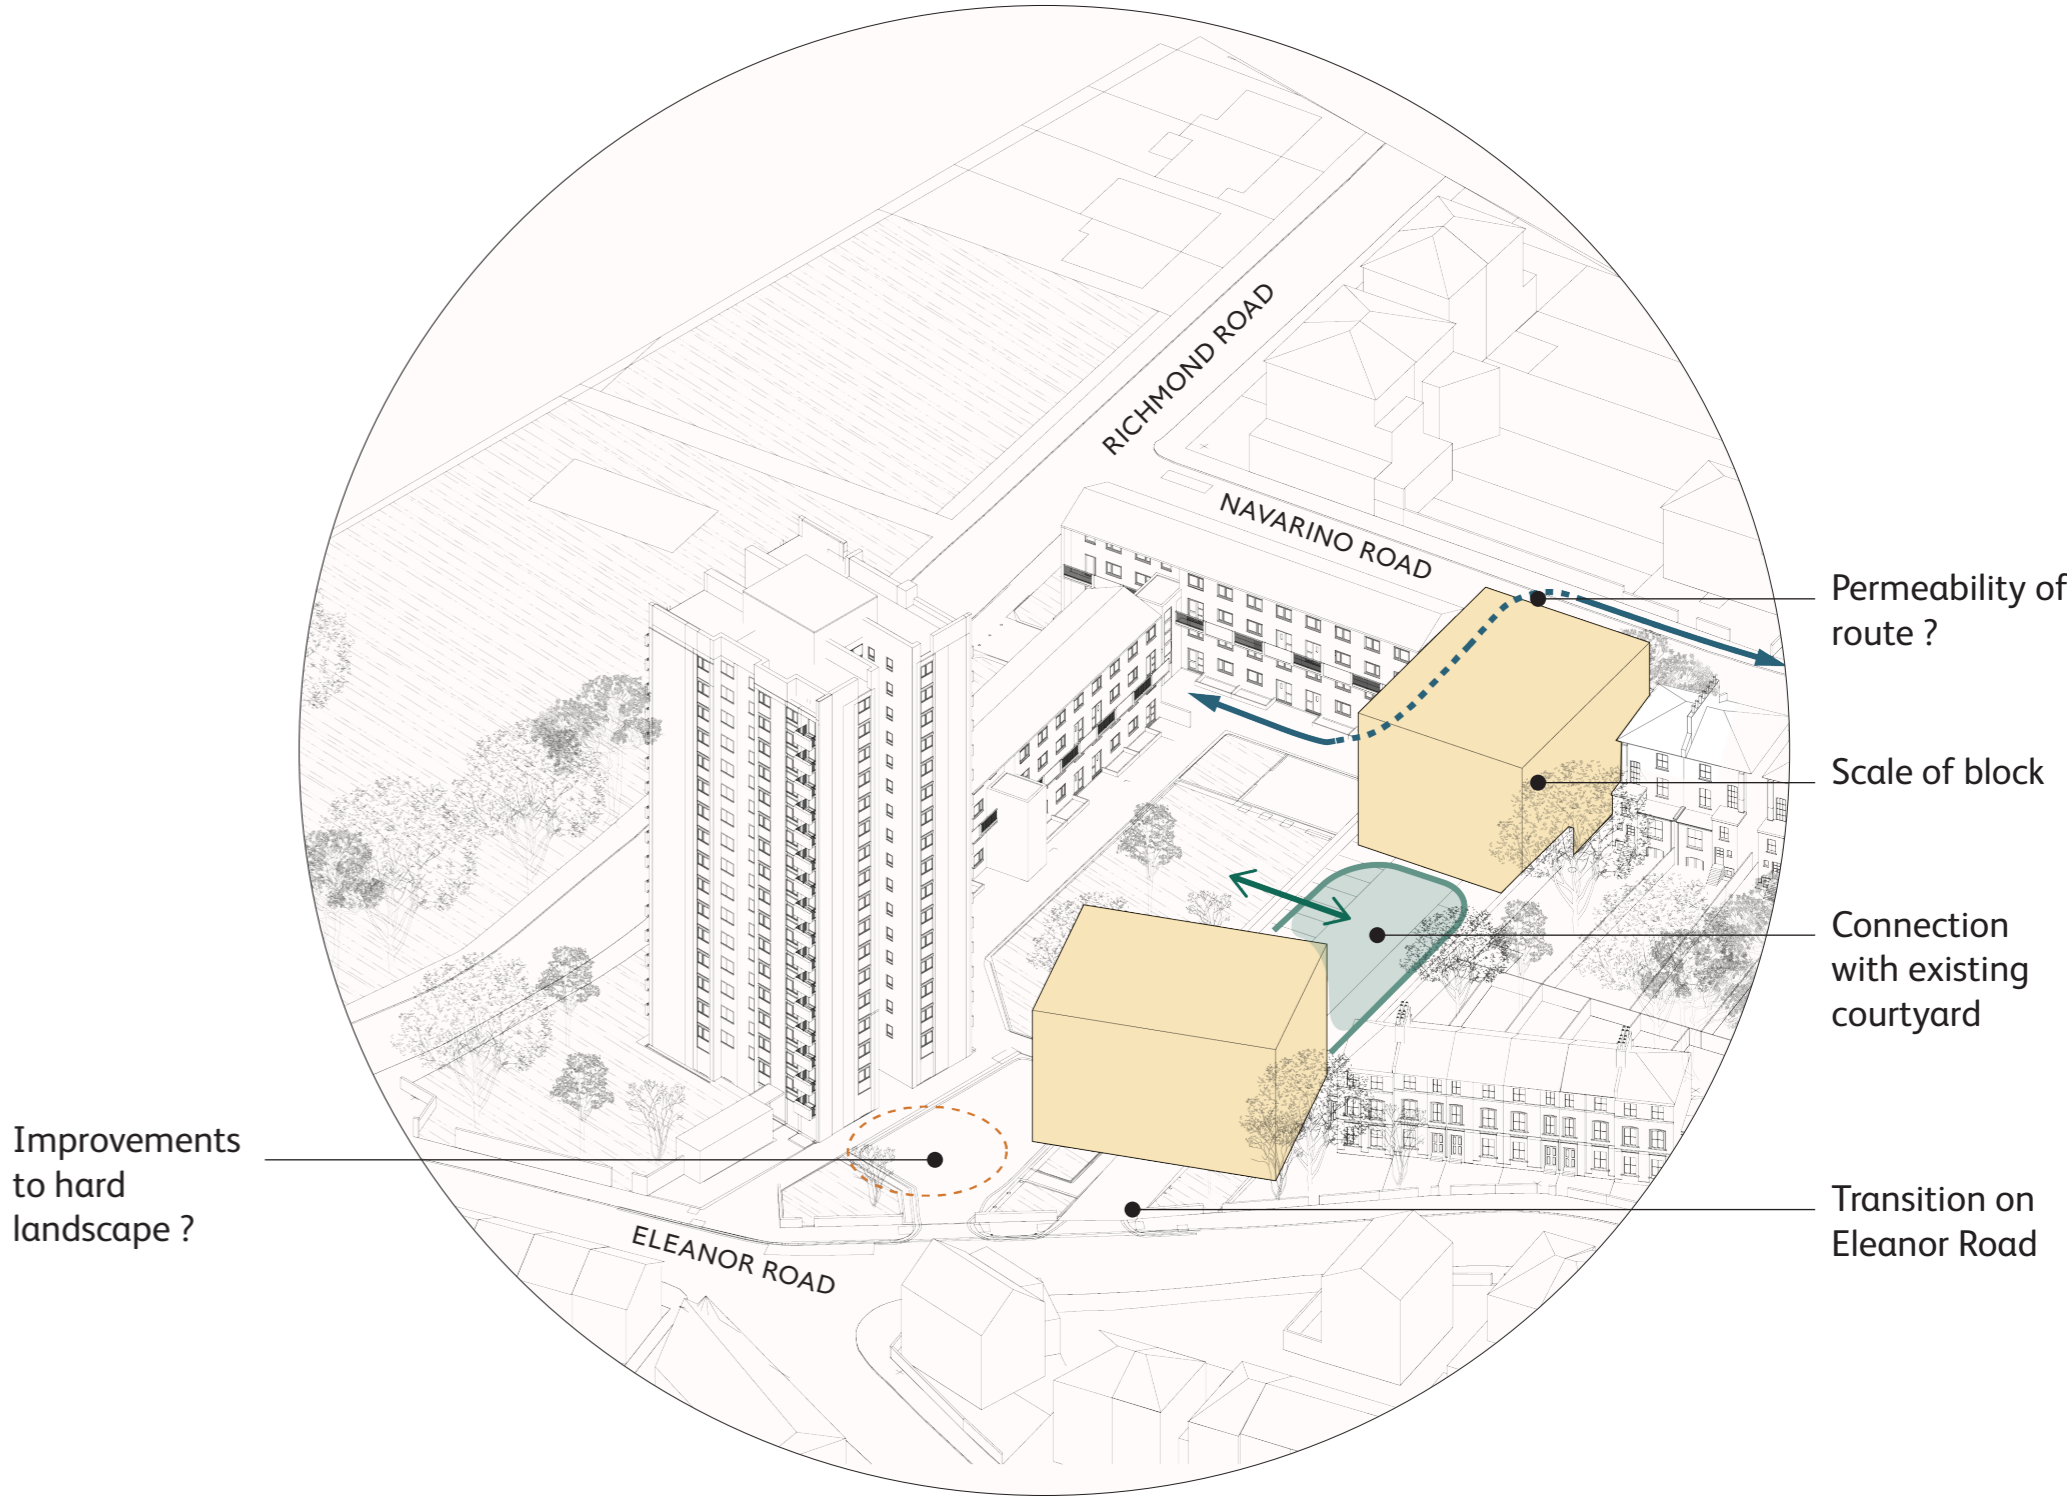 RICHMOND ROAD
NAVARINO ROAD
Permeability of
route ?
Scale of block
Connection
with existing
courtyard
Improvements
to hard
landscape ?
Transition on
Eleanor Road
ELEANOR ROAD